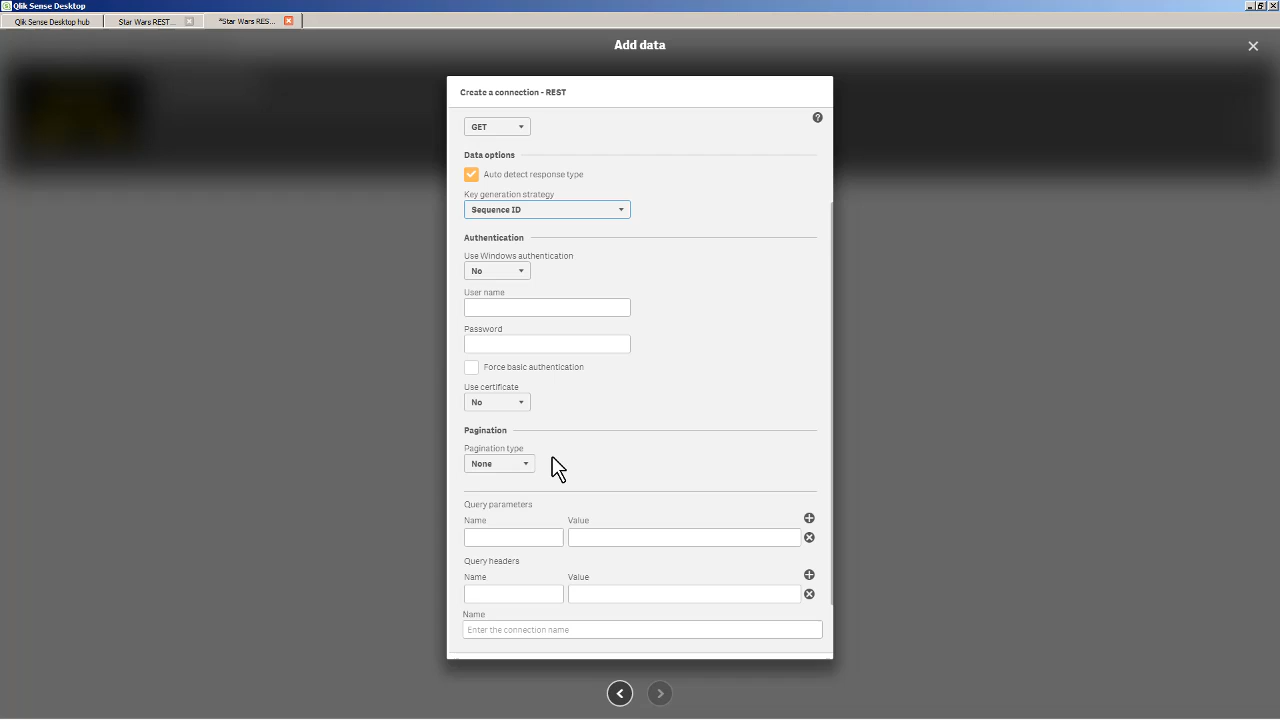 Qlik Sense Desktop
Qlik Sense Desktop hub
Star Wars REST...
*Star Wars RES...
Add data
Create a connection - REST
GET
Data options
Auto detect response type
Key generation strategy
Sequence ID
Authentication
Use Windows authentication
No
User name
Password
Force basic authentication
Use certificate
No
Pagination
Pagination type
None
Query parameters
Name Value
Query headers
Name Value
Name
Enter the connection name